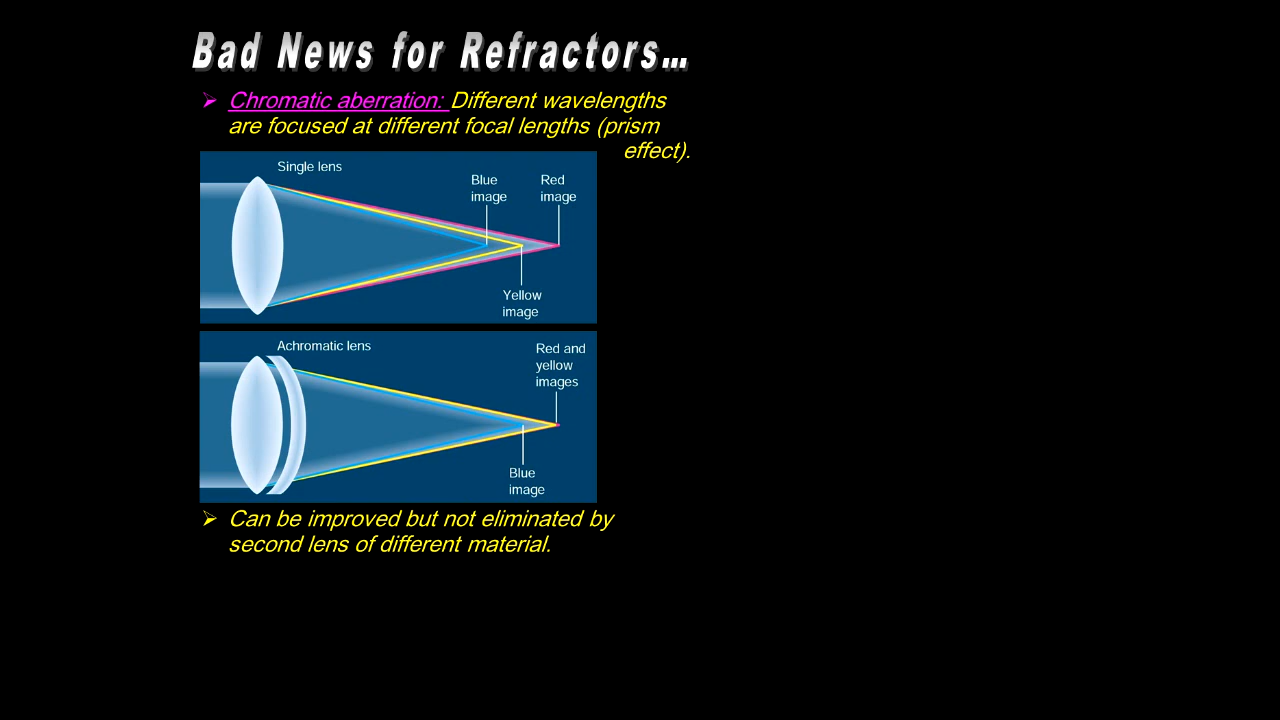 Bad News for Refractors…
➢ Chromatic aberration: Different wavelengths
are focused at different focal lengths (prism
effect).
Single lens
Blue
image
Red
image
Yellow
image
Achromatic lens
Red and
yellow
images
Blue
image
➢ Can be improved but not eliminated by
second lens of different material.